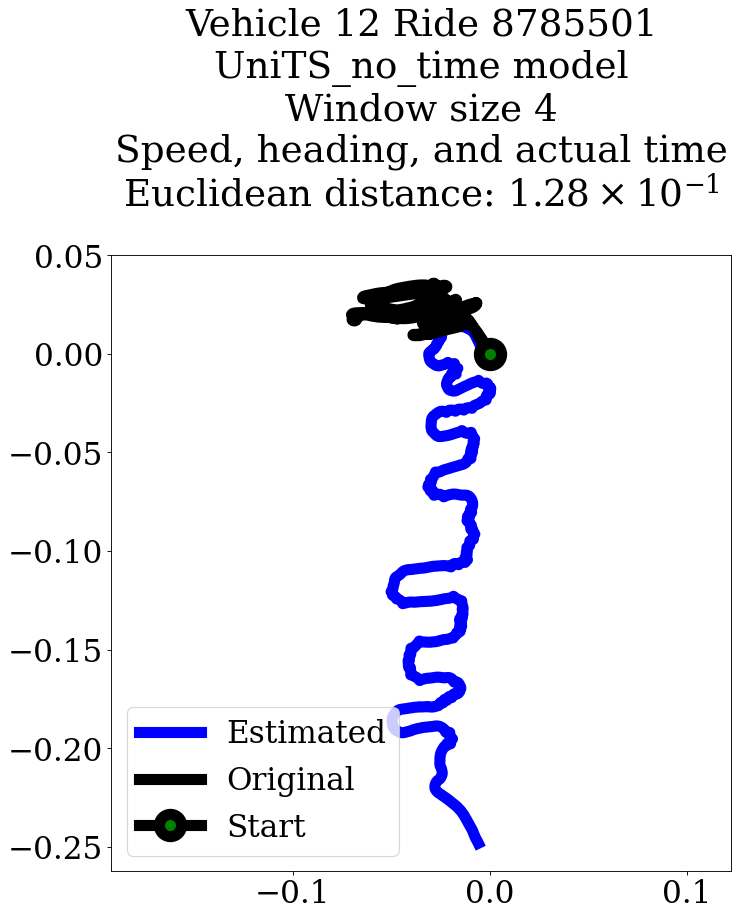 Vehicle 12 Ride 8785501
UniTS_no_time model
Window size 4
Speed, heading, and actual time
Euclidean distance: 1.28 × 10⁻¹
0.05
0.00
−0.05
−0.10
−0.15
−0.20
−0.25
Estimated
Original
Start
−0.1
0.0
0.1